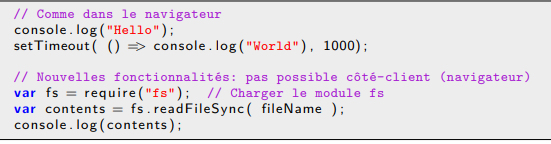 // Comme dans le navigateur
console.log("Hello");
setTimeout( () => console.log("World"), 1000);
// Nouvelles fonctionnalités: pas possible côté-client (navigateur)
var fs = require("fs"); // Charger le module fs
var contents = fs.readFileSync( fileName );
console.log(contents);